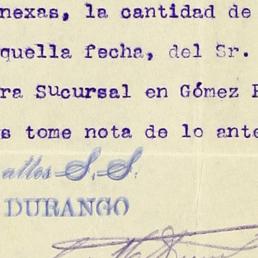 nexas, la cantidad de
quella fecha, del Sr.
ra Sucursal en Gómez P
s tome nota de lo ante
attos S. S.
DURANGO